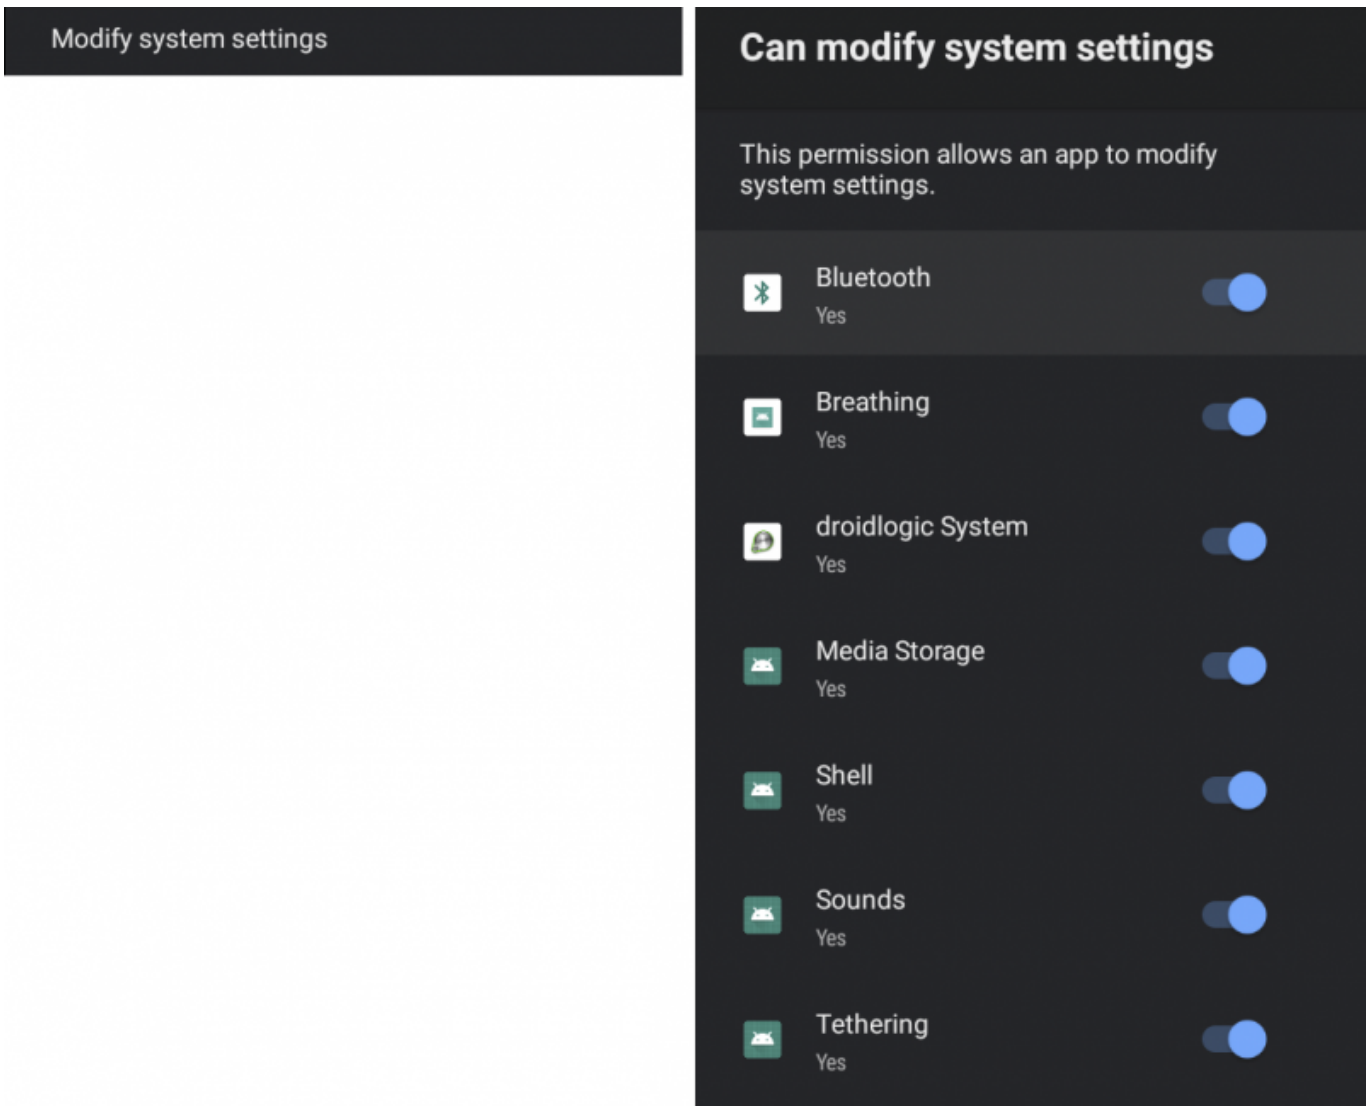 Modify system settings
Can modify system settings
This permission allows an app to modify
system settings.
Bluetooth
Yes
Breathing
Yes
droidlogic System
Yes
Media Storage
Yes
Shell
Yes
Sounds
Yes
Tethering
Yes